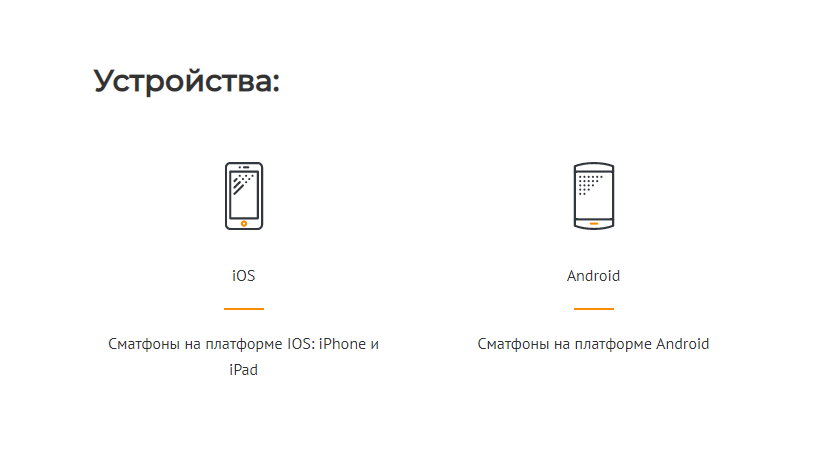 Устройства:
iOS
Android
Сматфоны на платформе IOS: iPhone и
iPad
Сматфоны на платформе Android